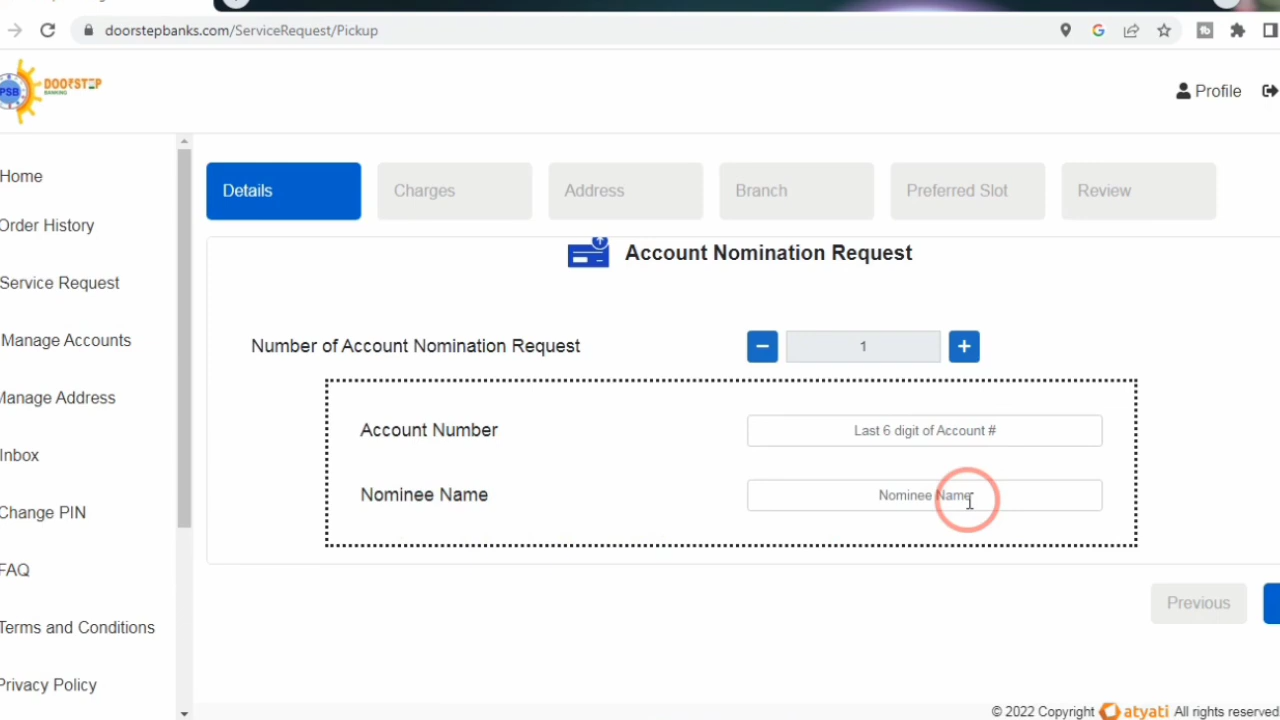 doorstepbanks.com/ServiceRequest/Pickup
PSB DOORSTEP
BANKING
Profile
Home
Order History
Service Request
Manage Accounts
Manage Address
Inbox
Change PIN
FAQ
Terms and Conditions
Privacy Policy
Details
Charges
Address
Branch
Preferred Slot
Review
Account Nomination Request
Number of Account Nomination Request
− 1 +
Account Number
Last 6 digit of Account #
Nominee Name
Nominee Name
Previous
© 2022 Copyright atyati All rights reserved